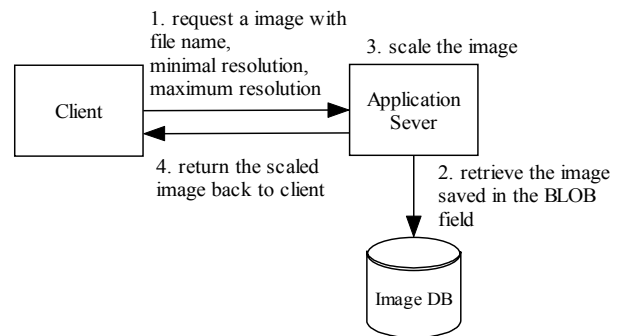 1. request a image with
file name,
minimal resolution,
maximum resolution
3. scale the image
Client
Application
Sever
4. return the scaled
image back to client
2. retrieve the image
saved in the BLOB
field
Image DB